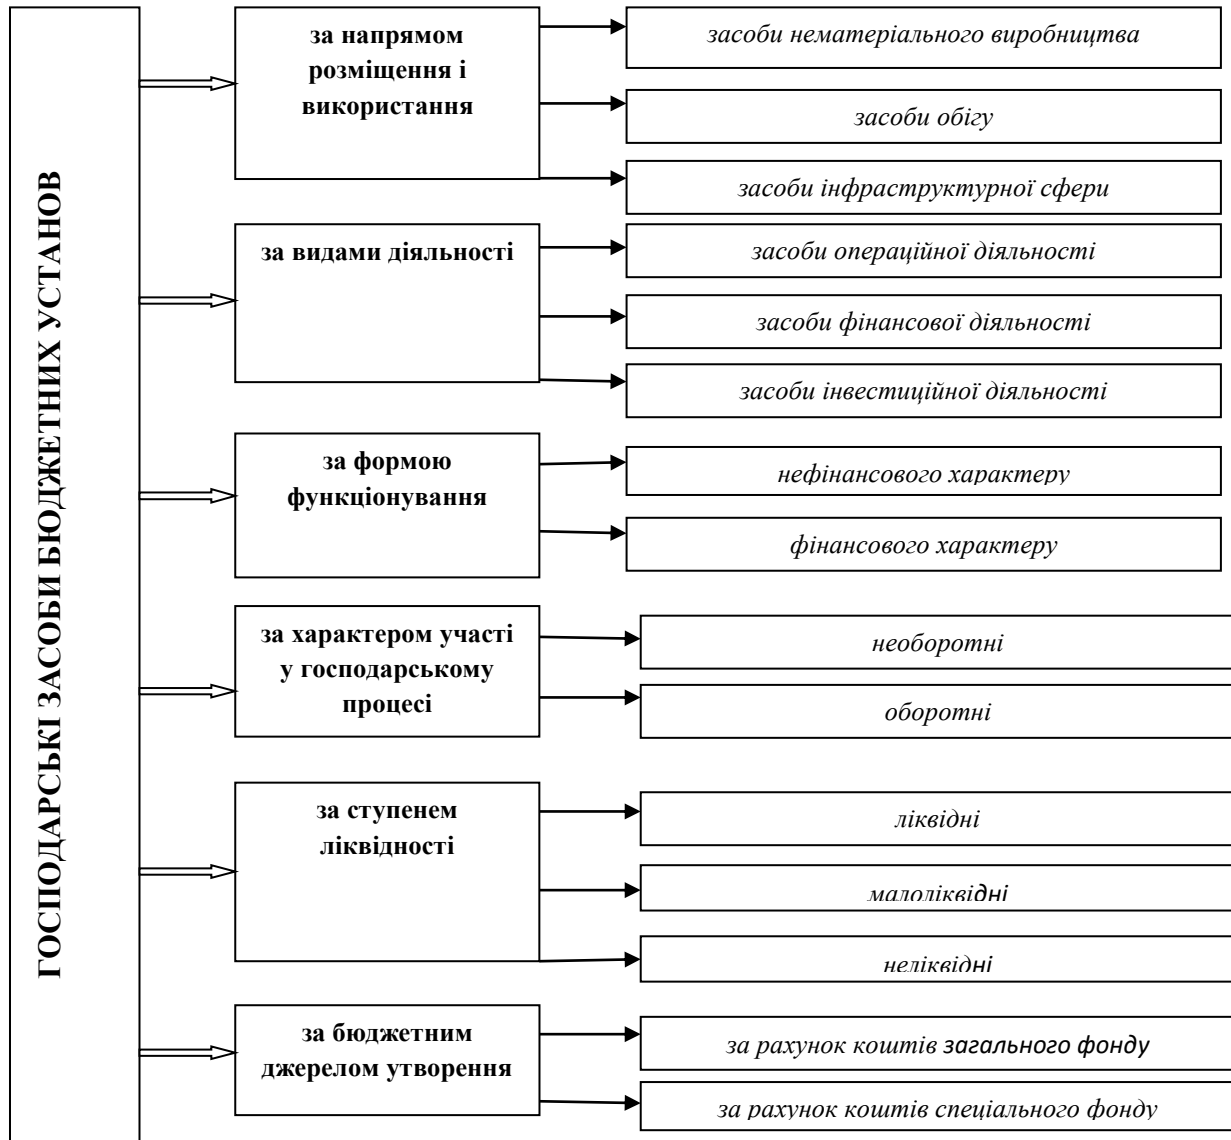 ГОСПОДАРСЬКІ ЗАСОБИ БЮДЖЕТНИХ УСТАНОВ
за напрямом
розміщення і
використання
засоби нематеріального виробництва
засоби обігу
засоби інфраструктурної сфери
за видами діяльності
засоби операційної діяльності
засоби фінансової діяльності
засоби інвестиційної діяльності
за формою
функціонування
нефінансового характеру
фінансового характеру
за характером участі
у господарському
процесі
необоротні
оборотні
за ступенем
ліквідності
ліквідні
малоліквідні
неліквідні
за бюджетним
джерелом утворення
за рахунок коштів загального фонду
за рахунок коштів спеціального фонду